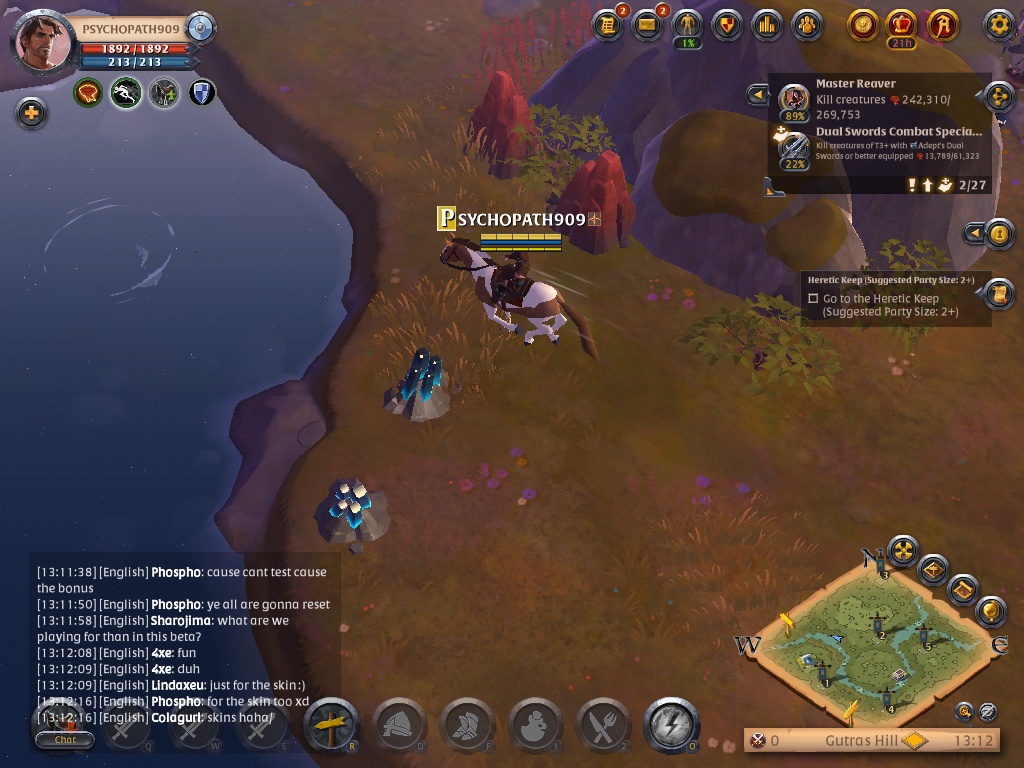 PSYCHOPATH909
1892 / 1892
213 / 213
2
2
1%
21h
Master Reaver
Kill creatures 242,310/
269,753
89%
Dual Swords Combat Specia...
Kill creatures of T3+ with Adept's Dual
Swords or better equipped 13,789/61,323
22%
2/27
PSYCHOPATH909
Heretic Keep (Suggested Party Size: 2+)
Go to the Heretic Keep
(Suggested Party Size: 2+)
[13:11:38] [English] Phospho: cause cant test cause
the bonus
[13:11:50] [English] Phospho: ye all are gonna reset
[13:11:58] [English] Sharojima: what are we
playing for than in this beta?
[13:12:08] [English] 4xe: fun
[13:12:09] [English] 4xe: duh
[13:12:09] [English] Lindaxeu: just for the skin:)
[13:12:16] [English] Phospho: for the skin too xd
[13:12:16] [English] Colagurl: skins haha/
Chat
Q
W
E
R
D
F
1
2
O
N
W
E
3
2
5
1
4
0
Gutras Hill
13:12